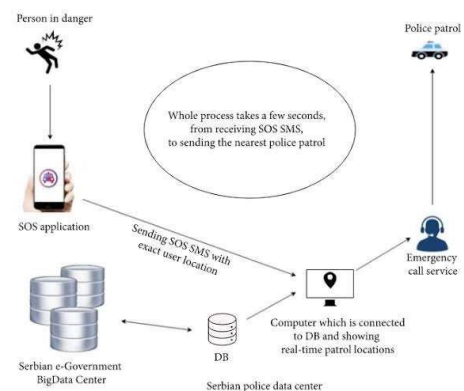 Person in danger
Police patrol
Whole process takes a few seconds,
from receiving SOS SMS,
to sending the nearest police patrol
SOS application
Sending SOS SMS with
exact user location
Emergency
call service
Computer which is connected
to DB and showing
real-time patrol locations
DB
Serbian e-Government
BigData Center
Serbian police data center